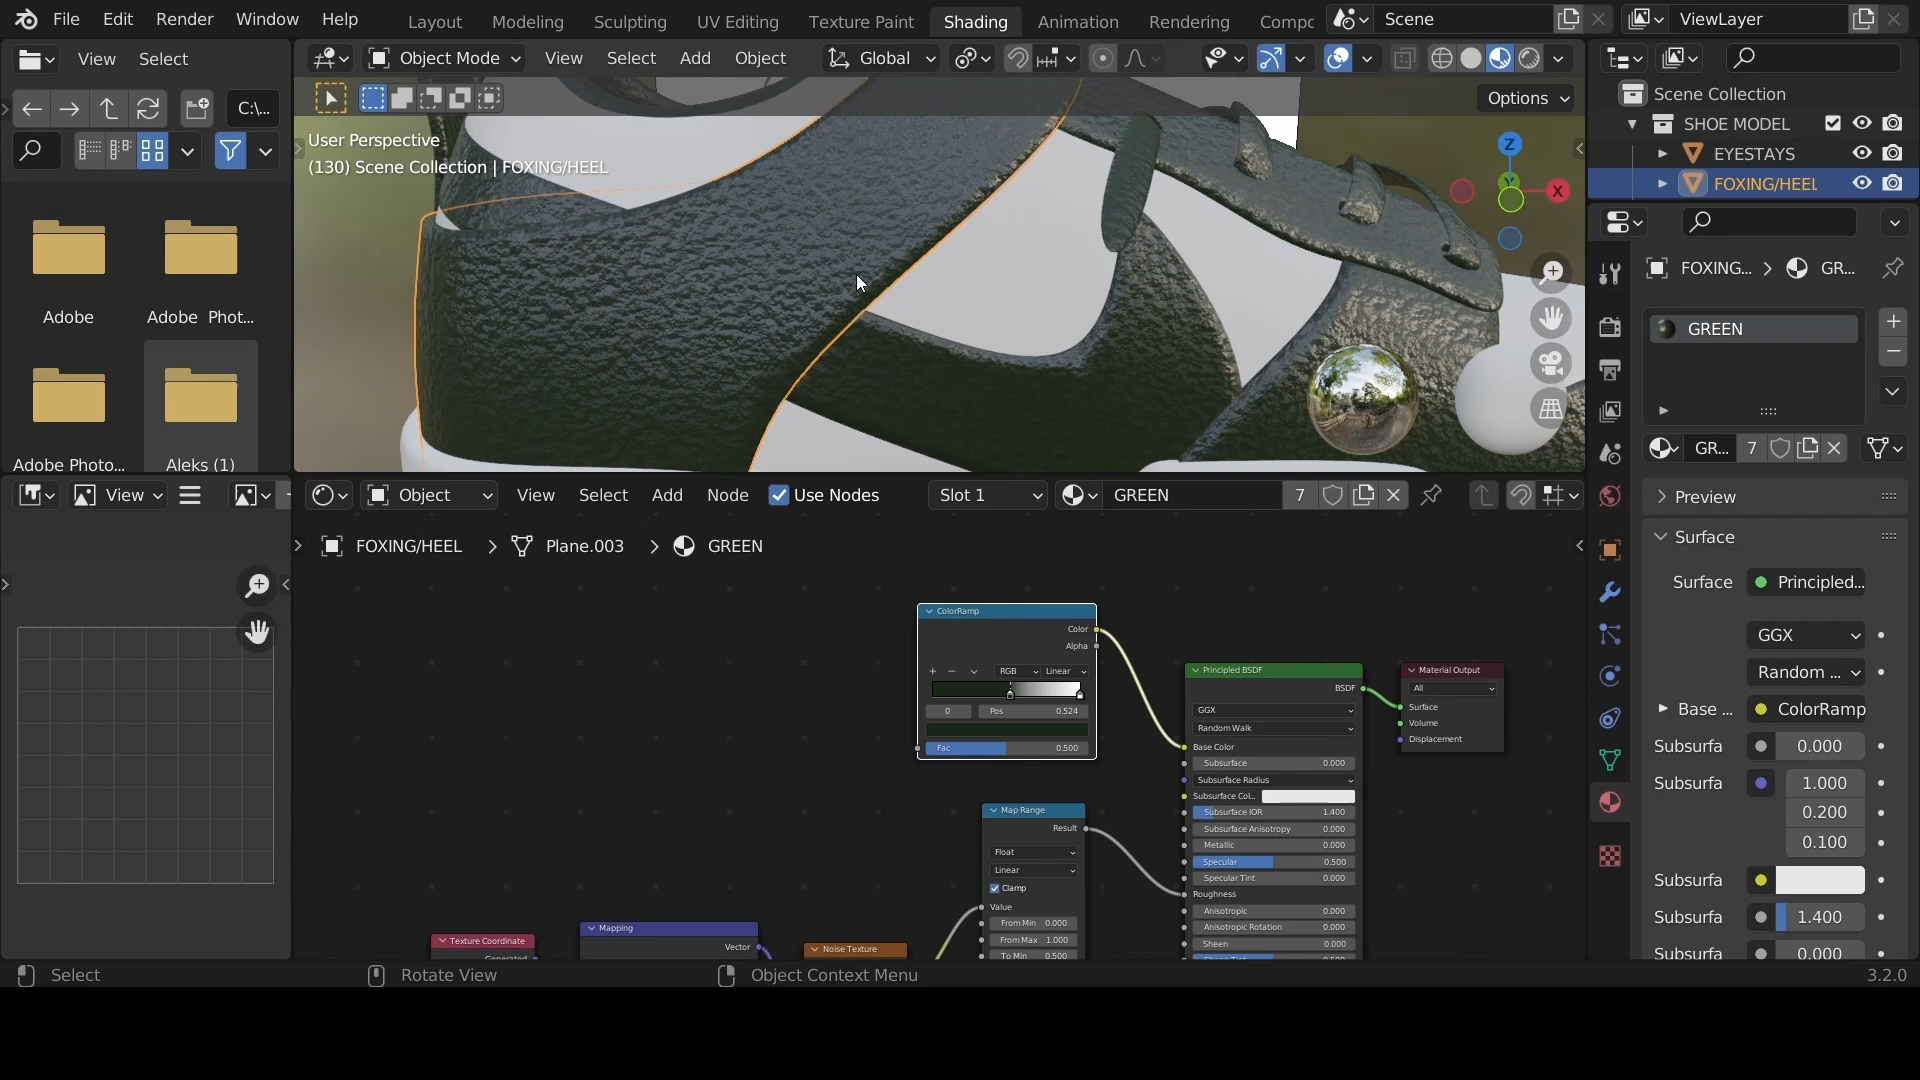 File Edit Render Window Help Layout Modeling Sculpting UV Editing Texture Paint Shading Animation Rendering Compc Scene ViewLayer
View Select
Object Mode View Select Add Object Global
C:\...
Options
User Perspective
(130) Scene Collection | FOXING/HEEL
Z
X
Y
Adobe
Adobe Phot...
Adobe Photo...
Aleks (1)
Scene Collection
SHOE MODEL
EYESTAYS
FOXING/HEEL
FOXING... > GR...
GREEN
GR... 7
Preview
Surface
Surface Principled...
GGX
Random ...
Base ... ColorRamp
Subsurfa 0.000
Subsurfa 1.000
0.200
0.100
Subsurfa
Subsurfa 1.400
Subsurfa 0.000
View
Object View Select Add Node Use Nodes Slot 1 GREEN 7
FOXING/HEEL > Plane.003 > GREEN
ColorRamp
Color
Alpha
RGB Linear
0 Pos 0.524
Fac 0.500
Map Range
Result
Float
Linear
Clamp
Value
From Min 0.000
From Max 1.000
To Min 0.500
Texture Coordinate
Generated
Mapping
Vector
Noise Texture
Principled BSDF
BSDF
GGX
Random Walk
Base Color
Subsurface 0.000
Subsurface Radius
Subsurface Col...
Subsurface IOR 1.400
Subsurface Anisotropy 0.000
Metallic 0.000
Specular 0.500
Specular Tint 0.000
Roughness
Anisotropic 0.000
Anisotropic Rotation 0.000
Sheen 0.000
Sheen Tint 0.500
Material Output
All
Surface
Volume
Displacement
Select Rotate View Object Context Menu 3.2.0